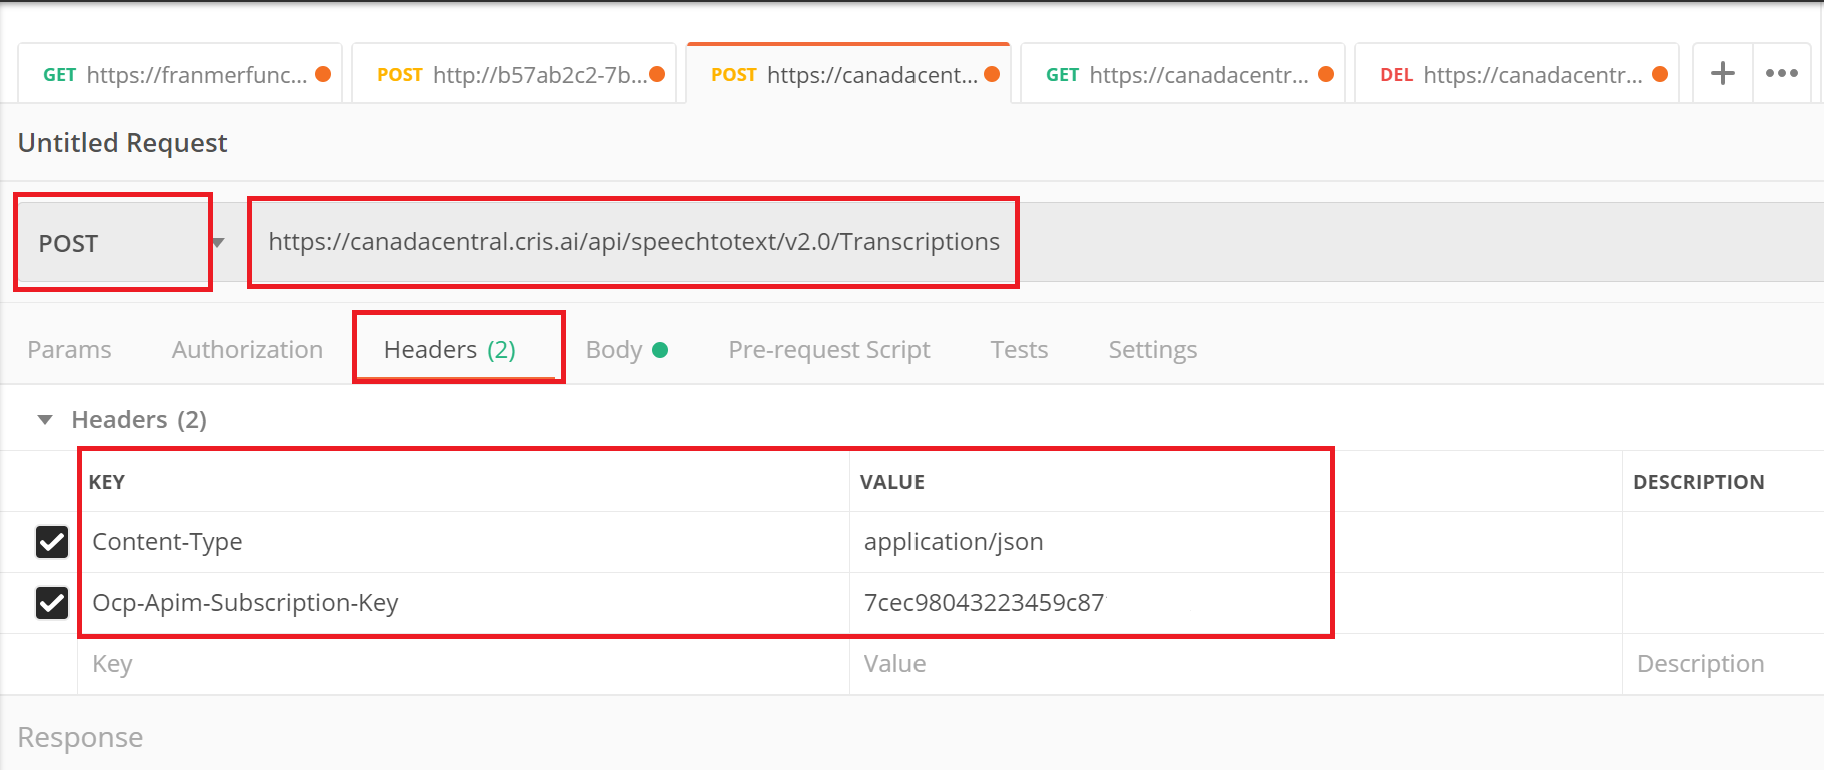 GET https://franmerfunc...
POST http://b57ab2c2-7b...
POST https://canadacent...
GET https://canadacentr...
DEL https://canadacentr...
Untitled Request
POST
https://canadacentral.cris.ai/api/speechtotext/v2.0/Transcriptions
Params Authorization Headers (2) Body Pre-request Script Tests Settings
Headers (2)
KEY VALUE DESCRIPTION
Content-Type application/json
Ocp-Apim-Subscription-Key 7cec98043223459c87
Key Value Description
Response